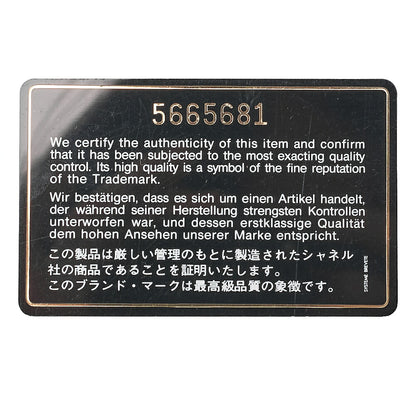 5665681
We certify the authenticity of this item and confirm
that it has been subjected to the most exacting quality
control. Its high quality is a symbol of the fine reputation
of the Trademark.
Wir bestätigen, dass es sich um einen Artikel handelt,
der während seiner Herstellung strengsten Kontrollen
unterworfen war, und dessen erstklassige Qualität
dem hohen Ansehen unserer Marke entspricht.
この製品は厳しい管理のもとに製造されたシャネル
社の商品であることを証明いたします。
このブランド・マークは最高級品質の象徴です。
SYSTEME BREVETE